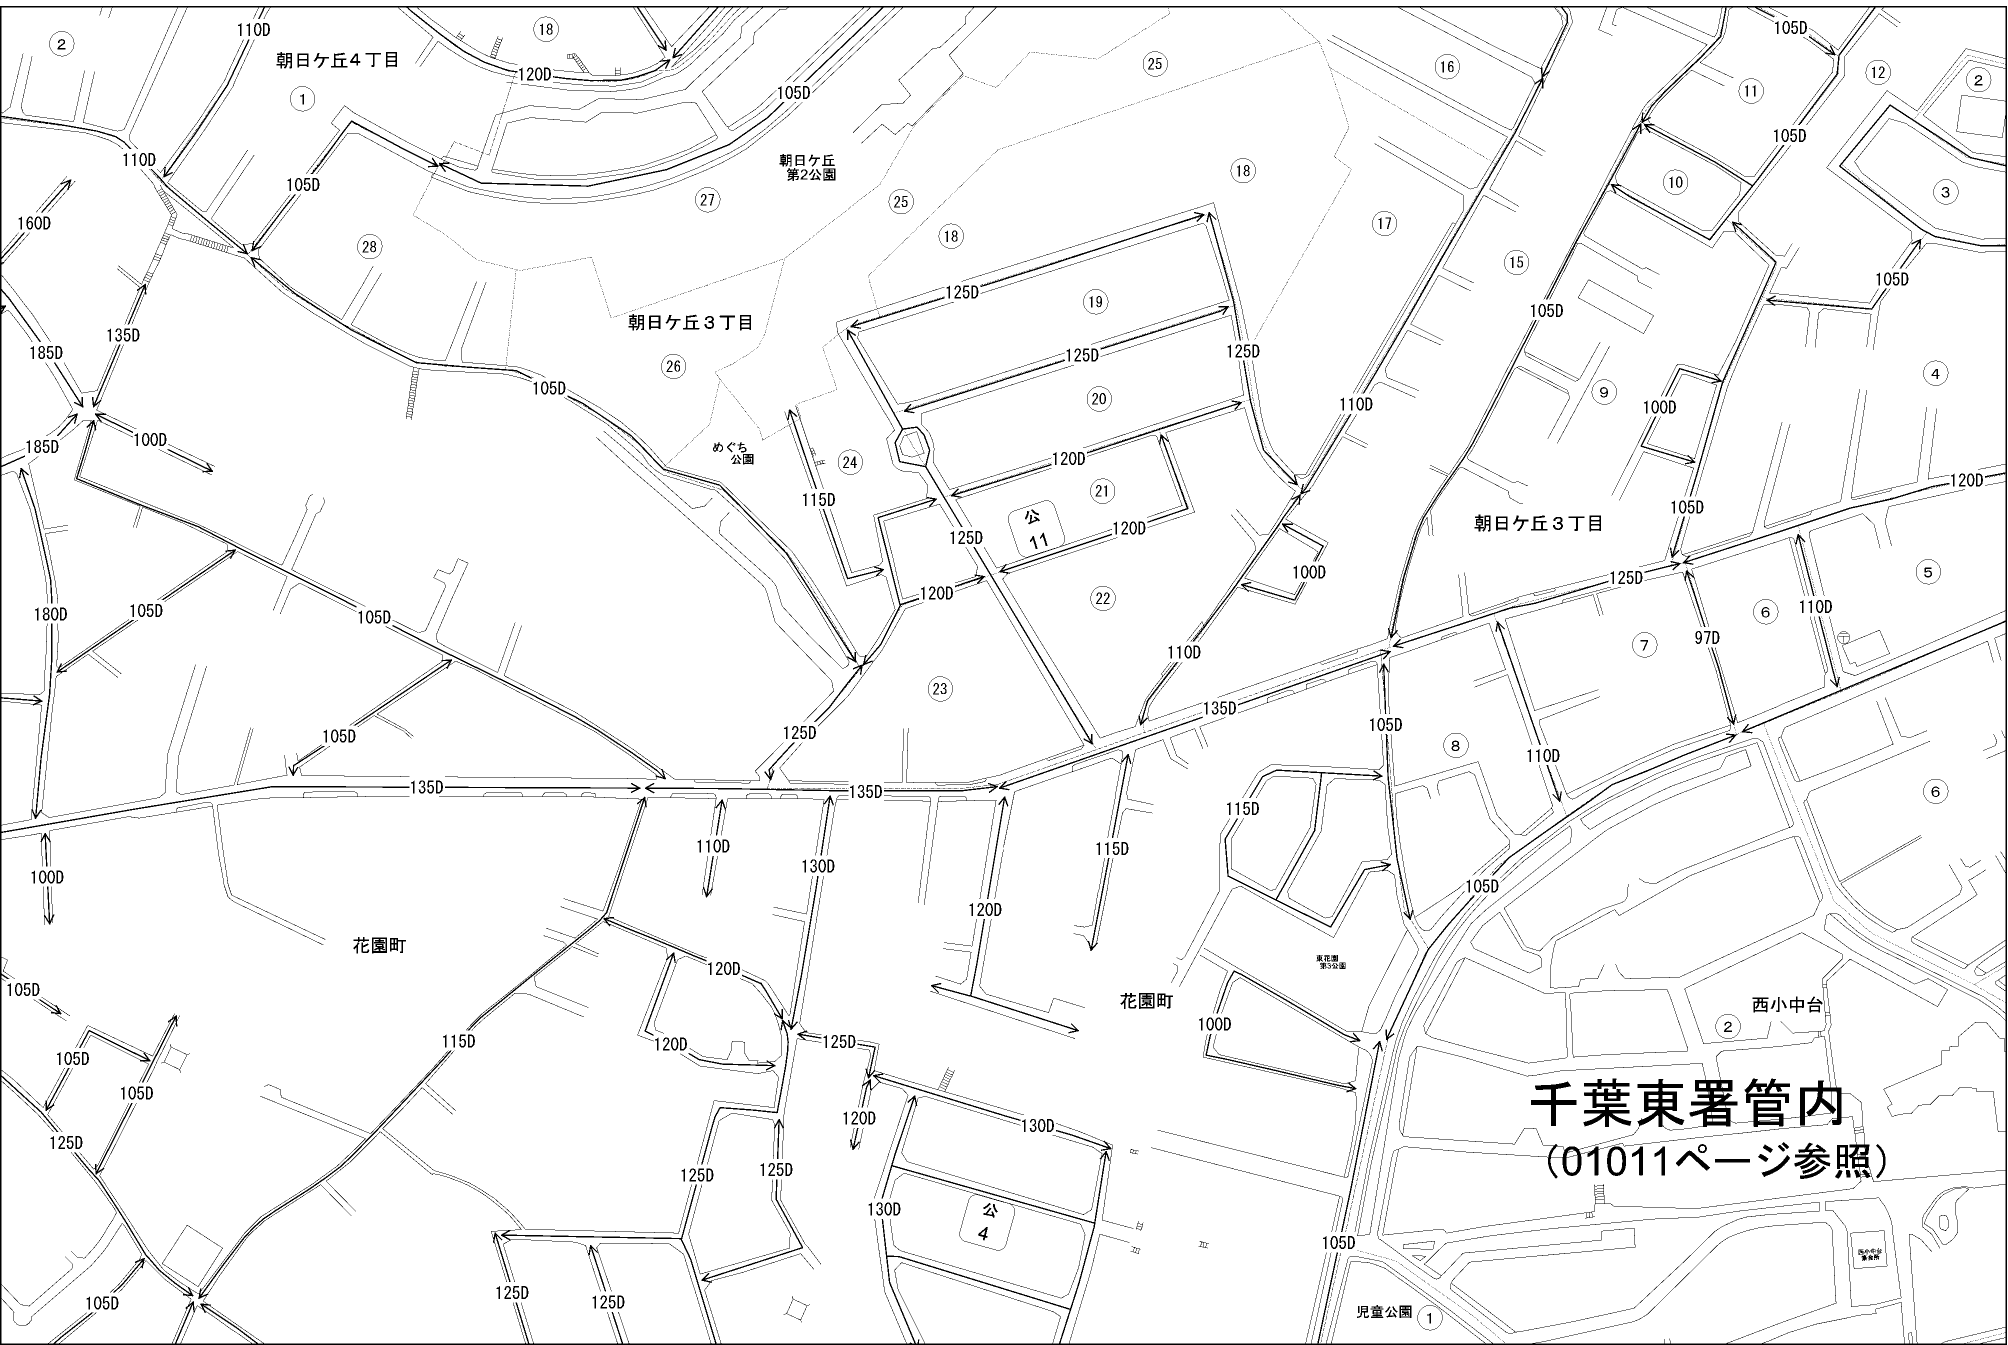 110D
105D
②
⑱
朝日ケ丘4丁目
㉕
⑯
⑫
②
120D
①
105D
⑪
105D
110D
朝日ケ丘
第2公園
⑱
⑩
105D
㉗
③
160D
㉕
⑰
㉘
⑱
⑮
105D
125D
⑲
105D
135D
朝日ケ丘3丁目
185D
125D
125D
㉖
④
105D
⑨
⑳
110D
100D
185D
100D
めぐち
公園
㉔
120D
120D
115D
㉑
公
11
朝日ケ丘3丁目
105D
125D
120D
100D
125D
⑤
120D
㉒
180D
105D
105D
⑥
110D
97D
⑦
110D
㉓
135D
105D
125D
105D
⑧
110D
135D
135D
⑥
115D
110D
130D
115D
100D
105D
120D
花園町
東花園
第3公園
120D
105D
花園町
西小中台
100D
②
115D
120D
125D
105D
105D
千葉東署管内
(01011ページ参照)
120D
130D
125D
125D
125D
130D
公
4
105D
西小中台
集会所
125D
125D
105D
児童公園
①